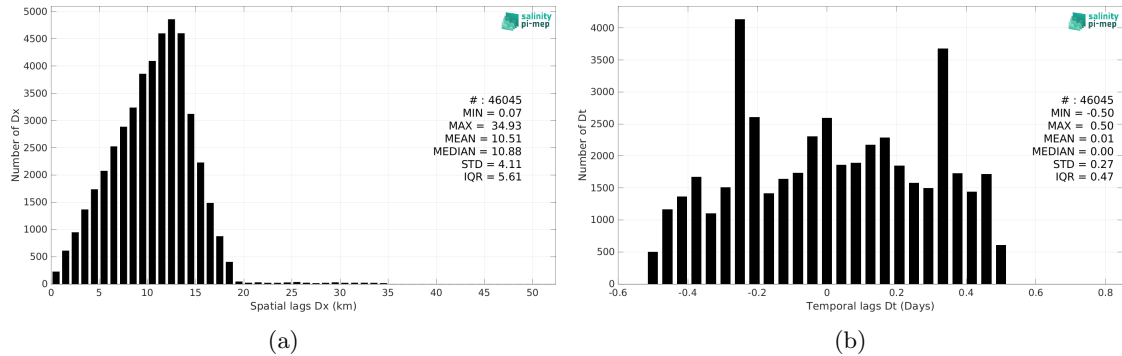 5000
4500
4000
3500
3000
2500
2000
1500
1000
500
0
Number of Dx
0 5 10 15 20 25 30 35 40 45 50
Spatial lags Dx (km)
salinity
pi-mep
# : 46045
MIN = 0.07
MAX = 34.93
MEAN = 10.51
MEDIAN = 10.88
STD = 4.11
IQR = 5.61
(a)
4000
3500
3000
2500
2000
1500
1000
500
0
Number of Dt
-0.6 -0.4 -0.2 0 0.2 0.4 0.6 0.8
Temporal lags Dt (Days)
salinity
pi-mep
# : 46045
MIN = -0.50
MAX = 0.50
MEAN = 0.01
MEDIAN = 0.00
STD = 0.27
IQR = 0.47
(b)